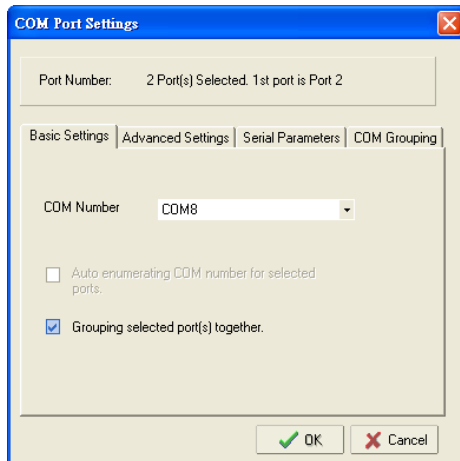 COM Port Settings
Port Number: 2 Port(s) Selected. 1st port is Port 2
Basic Settings Advanced Settings Serial Parameters COM Grouping
COM Number COM8
Auto enumerating COM number for selected
ports.
Grouping selected port(s) together.
OK Cancel